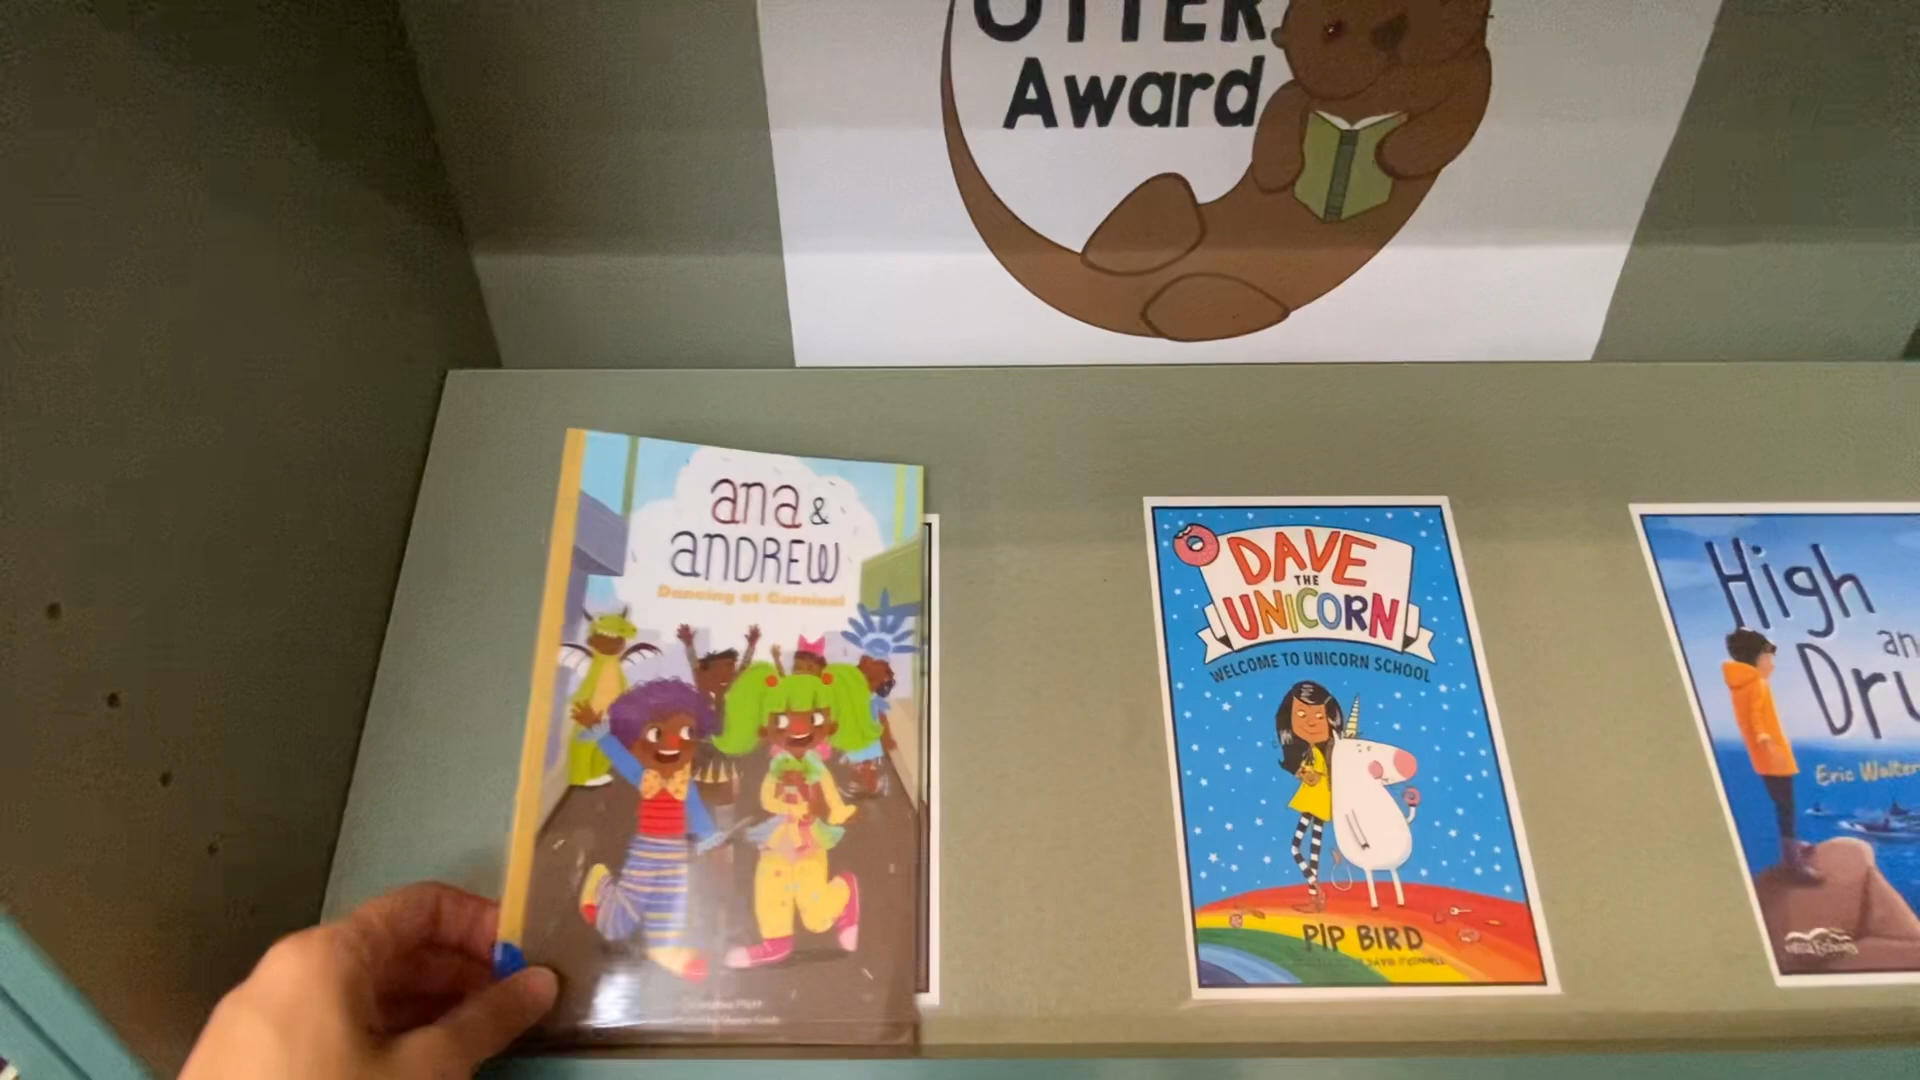 OTTER
Award
ana &
ANDREW
Dancing at Carnival
DAVE
THE
UNICORN
WELCOME TO UNICORN SCHOOL
PIP BIRD
High
an
Dry
Eric Walter